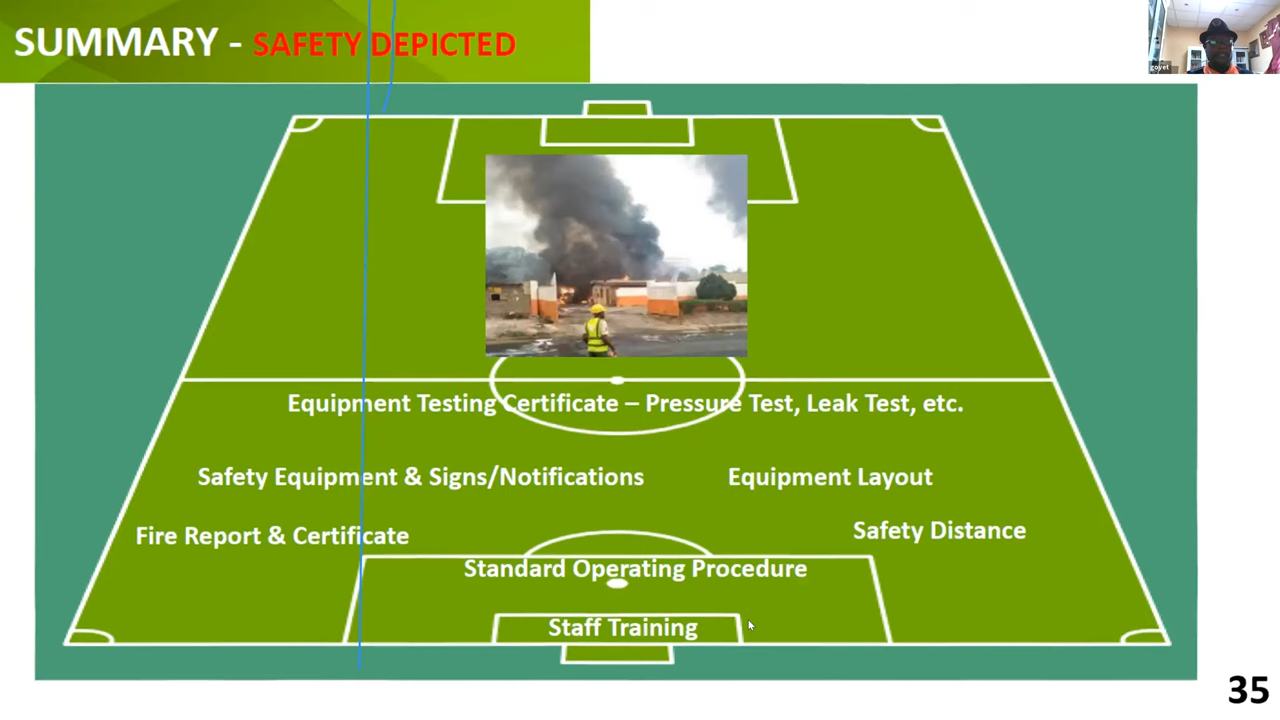 SUMMARY - SAFETY DEPICTED
goyet
Equipment Testing Certificate – Pressure Test, Leak Test, etc.
Safety Equipment & Signs/Notifications
Equipment Layout
Fire Report & Certificate
Safety Distance
Standard Operating Procedure
Staff Training
35